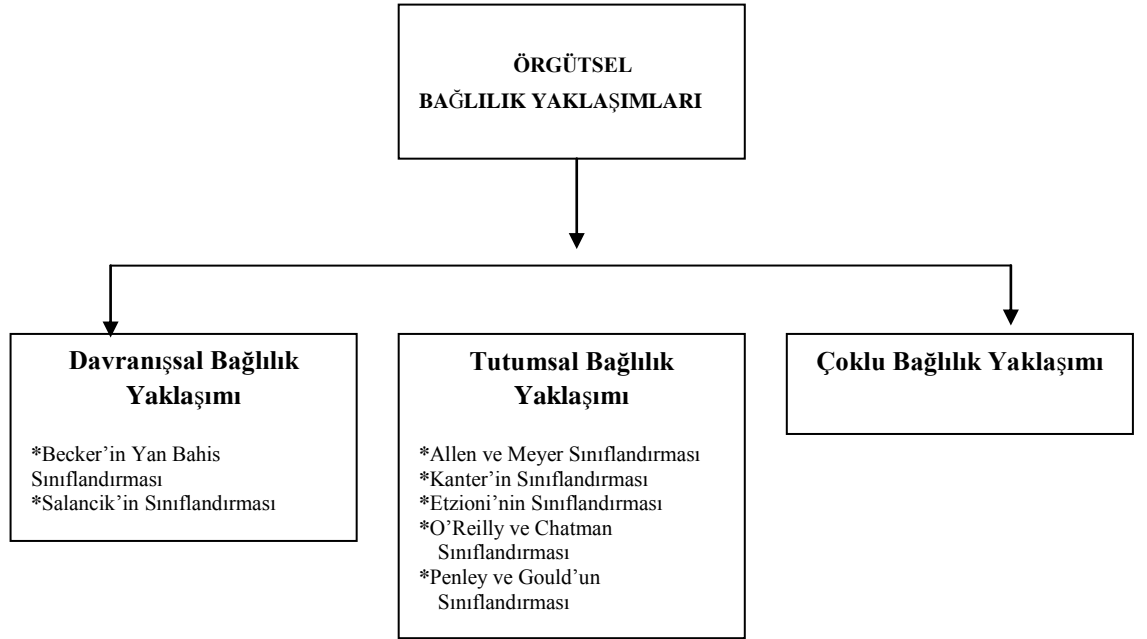 ÖRGÜTSEL
BAĞLILIK YAKLAŞIMLARI
Davranışsal Bağlılık
Yaklaşımı
*Becker’in Yan Bahis
Sınıflandırması
*Salancik’in Sınıflandırması
Tutumsal Bağlılık
Yaklaşımı
*Allen ve Meyer Sınıflandırması
*Kanter’in Sınıflandırması
*Etzioni’nin Sınıflandırması
*O’Reilly ve Chatman
Sınıflandırması
*Penley ve Gould’un
Sınıflandırması
Çoklu Bağlılık Yaklaşımı